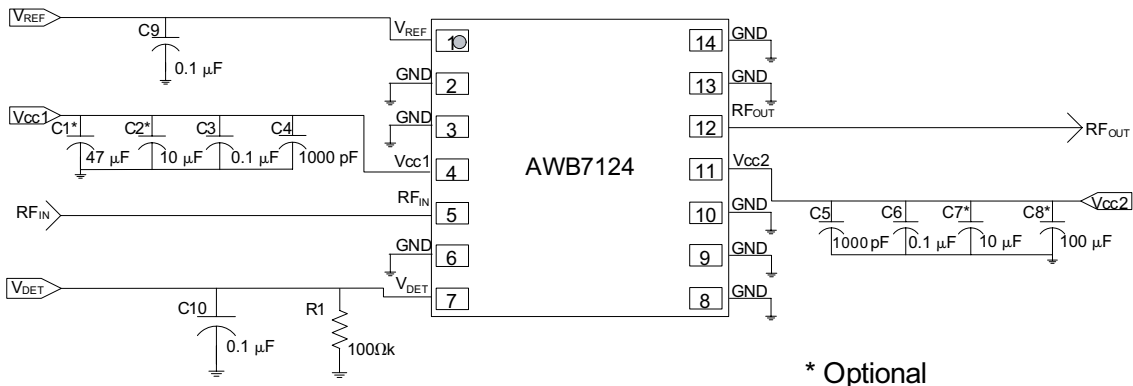 VREF
C9
0.1 μF
VREF
1
GND
2
GND
3
Vcc1
C1*
47 μF
C2*
10 μF
C3
0.1 μF
C4
1000 pF
Vcc1
4
RFIN
RFIN
5
GND
6
VDET
VDET
7
C10
0.1 μF
R1
100Ωk
AWB7124
14
GND
13
GND
12
RFOUT
RFOUT
11
Vcc2
Vcc2
C5
1000 pF
C6
0.1 μF
C7*
10 μF
C8*
100 μF
10
GND
9
GND
8
GND
* Optional